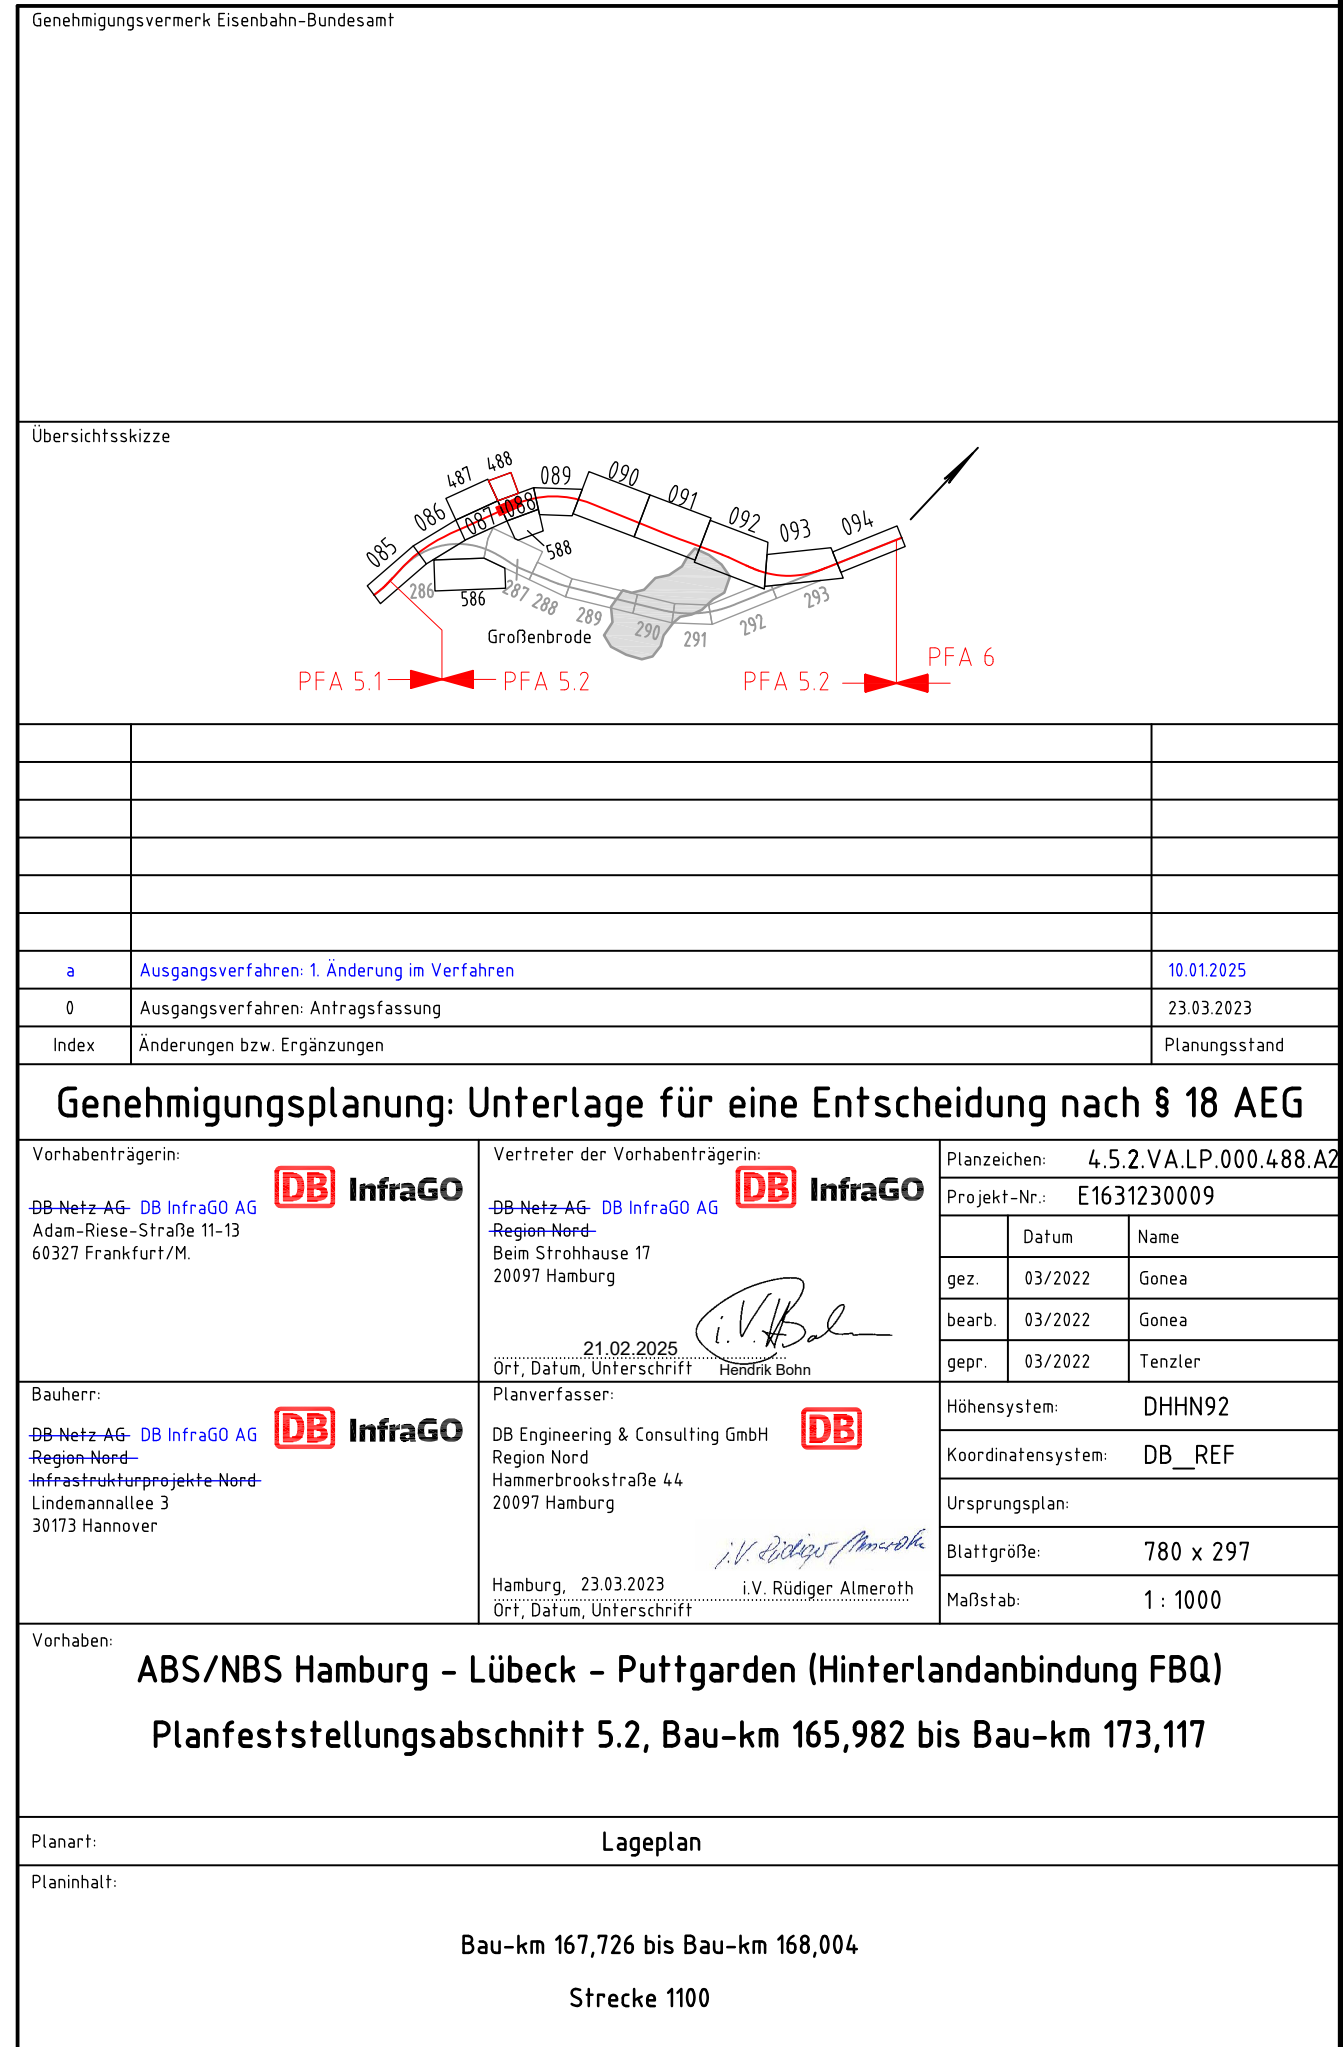 Genehmigungsvermerk Eisenbahn-Bundesamt
Übersichtsskizze
085
086
487
488
087
088
089
090
091
092
093
094
588
286
586
287
288
289
290
291
292
293
Großenbrode
PFA 5.1
PFA 5.2
PFA 5.2
PFA 6
a Ausgangsverfahren: 1. Änderung im Verfahren 10.01.2025
0 Ausgangsverfahren: Antragsfassung 23.03.2023
Index Änderungen bzw. Ergänzungen Planungsstand
Genehmigungsplanung: Unterlage für eine Entscheidung nach § 18 AEG
Vorhabenträgerin:
DB InfraGO
DB Netz AG DB InfraGO AG
Adam-Riese-Straße 11-13
60327 Frankfurt/M.
Vertreter der Vorhabenträgerin:
DB InfraGO
DB Netz AG DB InfraGO AG
Region Nord
Beim Strohhause 17
20097 Hamburg
i.V. HBohn
21.02.2025
Ort, Datum, Unterschrift Hendrik Bohn
Planzeichen: 4.5.2.VA.LP.000.488.A2
Projekt-Nr.: E1631230009
Datum Name
gez. 03/2022 Gonea
bearb. 03/2022 Gonea
gepr. 03/2022 Tenzler
Bauherr:
DB InfraGO
DB Netz AG DB InfraGO AG
Region Nord
Infrastrukturprojekte Nord
Lindemannallee 3
30173 Hannover
Planverfasser:
DB
DB Engineering & Consulting GmbH
Region Nord
Hammerbrookstraße 44
20097 Hamburg
i.V. Rüdiger Almeroth
Hamburg, 23.03.2023 i.V. Rüdiger Almeroth
Ort, Datum, Unterschrift
Höhensystem: DHHN92
Koordinatensystem: DB_REF
Ursprungsplan:
Blattgröße: 780 x 297
Maßstab: 1 : 1000
Vorhaben:
ABS/NBS Hamburg - Lübeck - Puttgarden (Hinterlandanbindung FBQ)
Planfeststellungsabschnitt 5.2, Bau-km 165,982 bis Bau-km 173,117
Planart: Lageplan
Planinhalt:
Bau-km 167,726 bis Bau-km 168,004
Strecke 1100